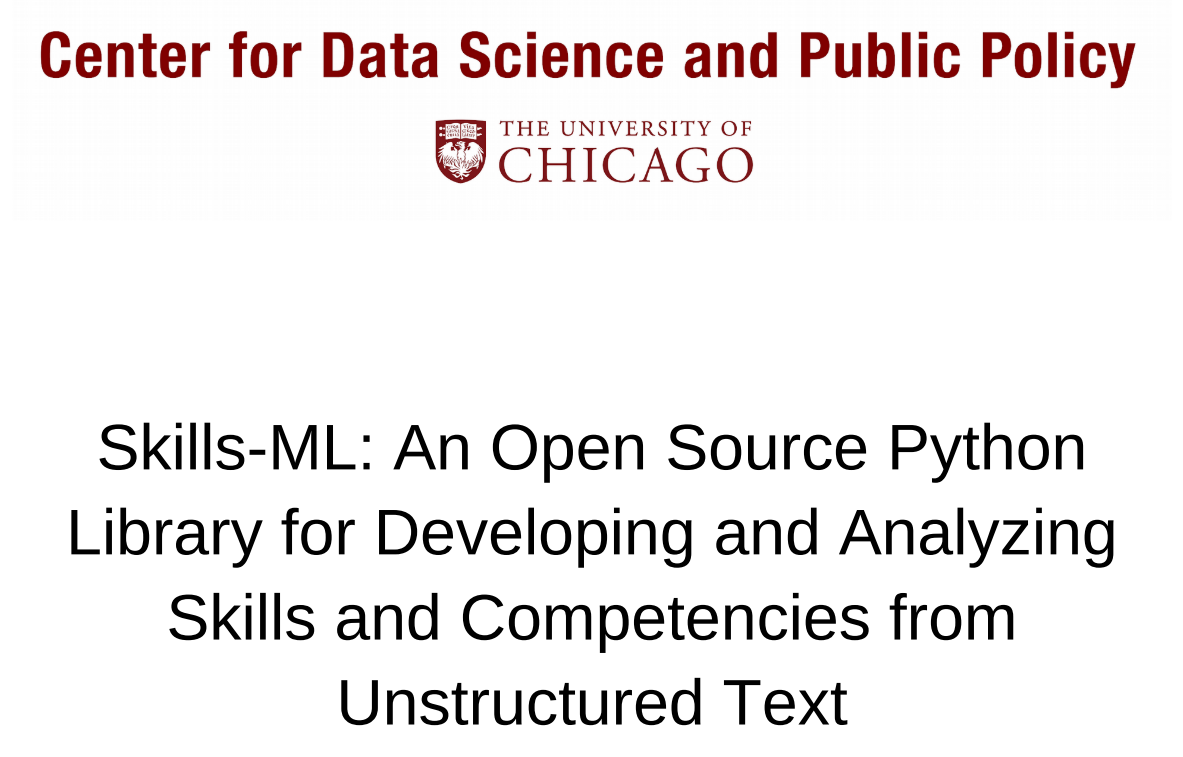 Center for Data Science and Public Policy
THE UNIVERSITY OF
CHICAGO
Skills-ML: An Open Source Python
Library for Developing and Analyzing
Skills and Competencies from
Unstructured Text